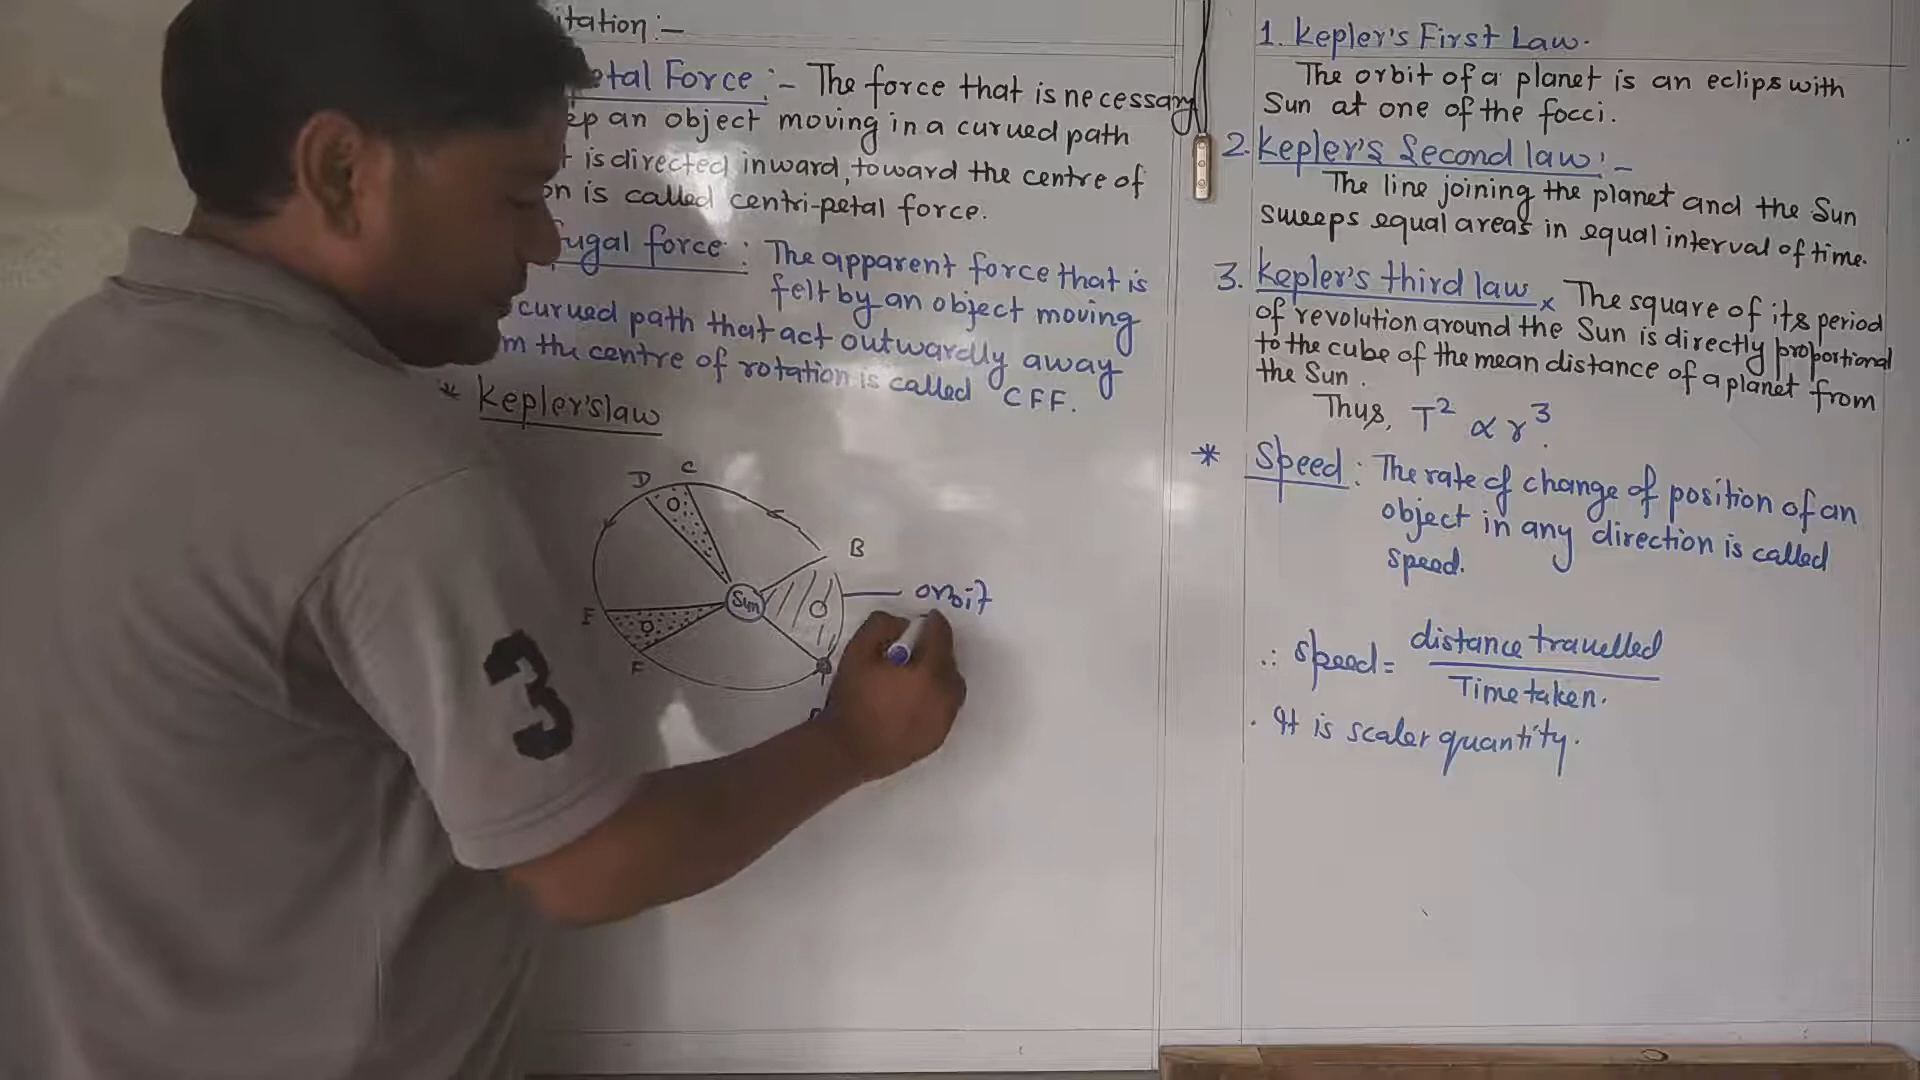 itation :-
etal Force :- The force that is necessary
ep an object moving in a curved path
t is directed inward, toward the centre of
on is called centri-petal force.
fugal force : The apparent force that is
felt by an object moving
curved path that act outwardly away
m the centre of rotation is called CFF.
* Kepler's law
D C
B
Sun
orbit
E
F
3
1. Kepler's First Law.
The orbit of a planet is an eclips with
Sun at one of the focci.
2. Kepler's Second law :-
The line joining the planet and the Sun
sweeps equal areas in equal interval of time.
3. Kepler's third law x The square of its period
of revolution around the Sun is directly proportional
to the cube of the mean distance of a planet from
the Sun.
Thus, T² ∝ r³.
* Speed : The rate of change of position of an
object in any direction is called
speed.
∴ Speed = distance travelled
Time taken.
. It is scaler quantity.